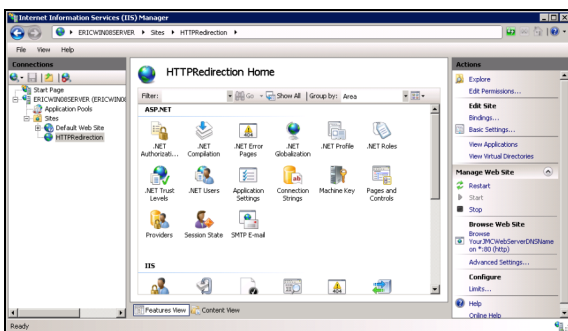 Internet Information Services (IIS) Manager
ERICWIN08SERVER ▸ Sites ▸ HTTPRedirection ▸
File View Help
Connections
Start Page
ERICWIN08SERVER (ERICWIN0
Application Pools
Sites
Default Web Site
HTTPRedirection
HTTPRedirection Home
Filter: Go Show All Group by: Area
ASP.NET
.NET Authorizati...
.NET Compilation
.NET Error Pages
.NET Globalization
.NET Profile
.NET Roles
.NET Trust Levels
.NET Users
Application Settings
Connection Strings
Machine Key
Pages and Controls
Providers
Session State
SMTP E-mail
IIS
Features View
Content View
Actions
Explore
Edit Permissions...
Edit Site
Bindings...
Basic Settings...
View Applications
View Virtual Directories
Manage Web Site
Restart
Start
Stop
Browse Web Site
Browse
YourJMCWebServerDNSName
on *:80 (http)
Advanced Settings...
Configure
Limits...
Help
Online Help
Ready